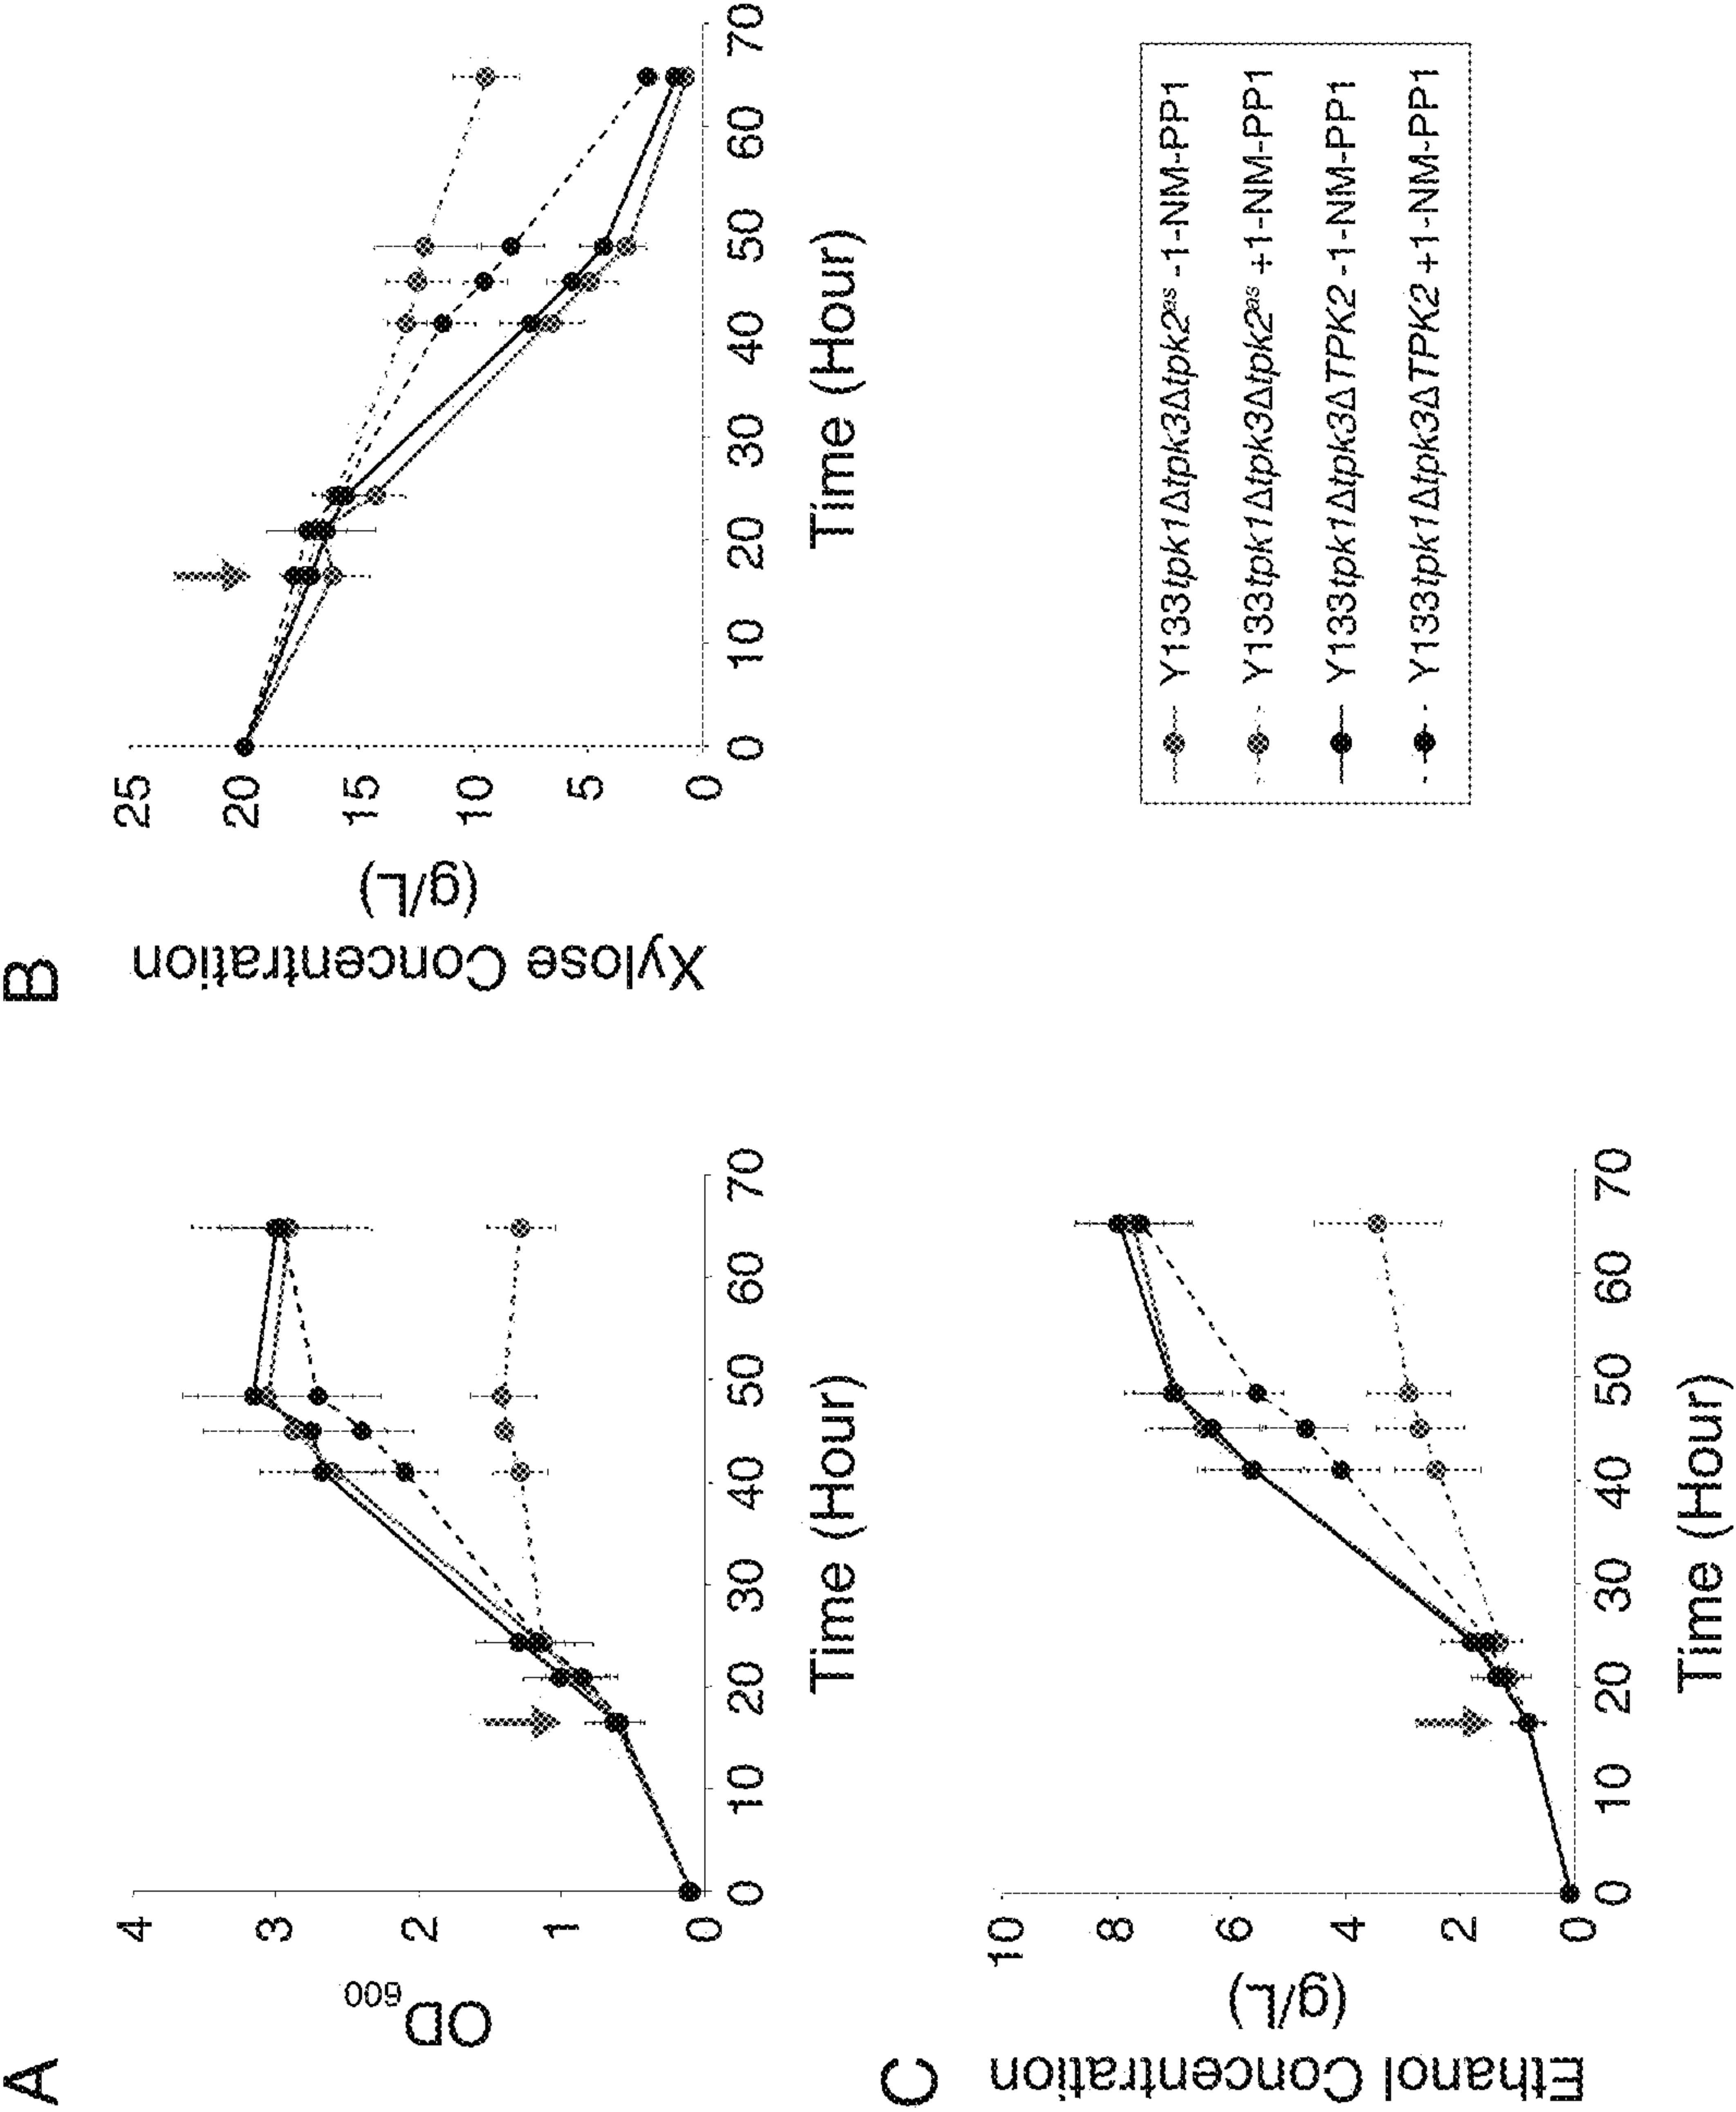 A
OD600
4
3
2
1
0
0 10 20 30 40 50 60 70
Time (Hour)
B
Xylose Concentration
(g/L)
25
20
15
10
5
0
0 10 20 30 40 50 60 70
Time (Hour)
C
Ethanol Concentration
(g/L)
10
8
6
4
2
0
0 10 20 30 40 50 60 70
Time (Hour)
Y133tpk1Δtpk3Δtpk2as -1-NM-PP1
Y133tpk1Δtpk3Δtpk2as +1-NM-PP1
Y133tpk1Δtpk3ΔTPK2 -1-NM-PP1
Y133tpk1Δtpk3ΔTPK2 +1-NM-PP1